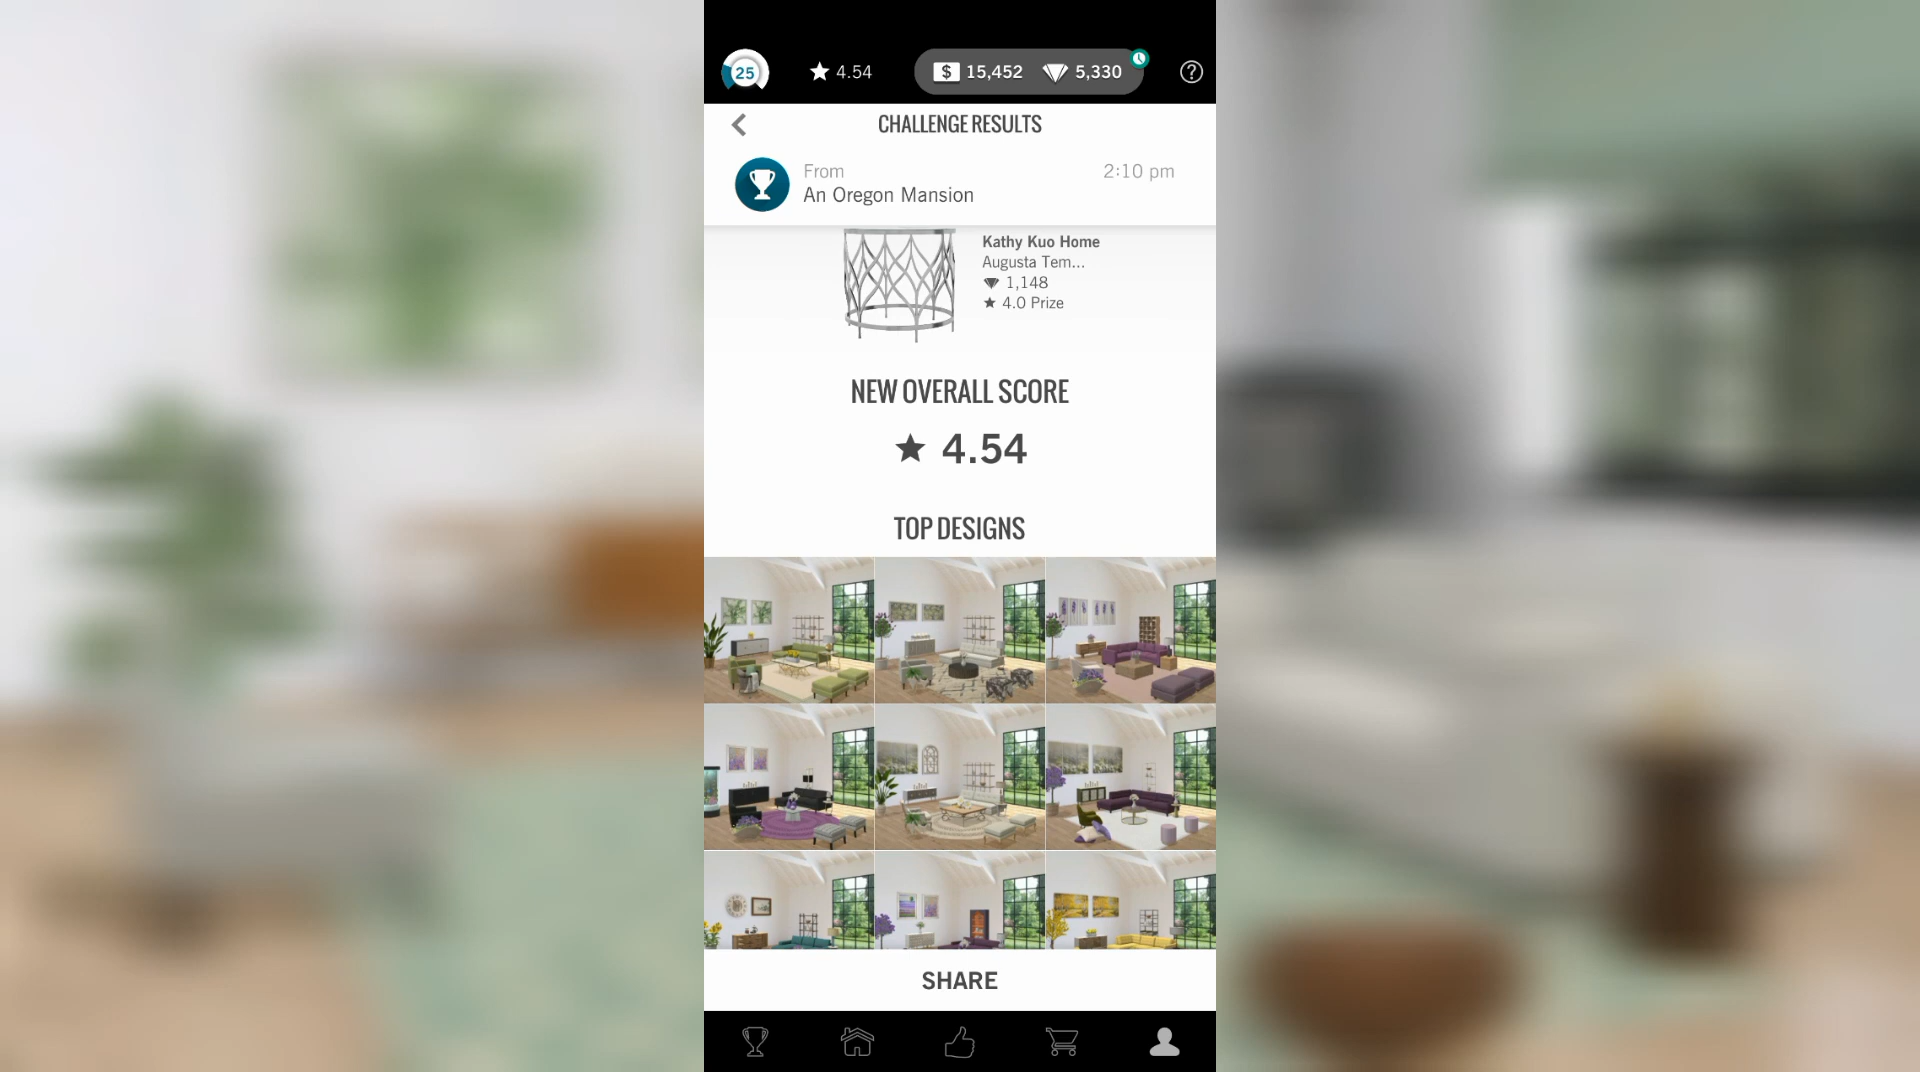 25
4.54
$ 15,452
5,330
?
CHALLENGE RESULTS
From
2:10 pm
An Oregon Mansion
Kathy Kuo Home
Augusta Tem...
1,148
4.0 Prize
NEW OVERALL SCORE
4.54
TOP DESIGNS
SHARE